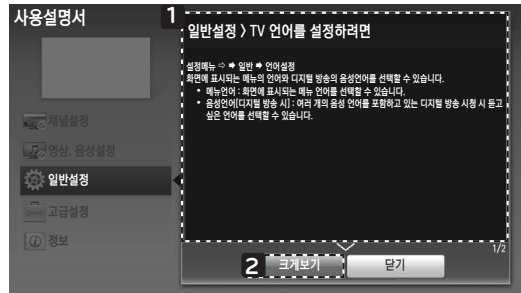 사용설명서
1
일반설정 > TV 언어를 설정하려면
설정메뉴 ⇨ ➡ 일반 ➡ 언어설정
화면에 표시되는 메뉴의 언어와 디지털 방송의 음성언어를 선택할 수 있습니다.
• 메뉴언어 : 화면에 표시되는 메뉴 언어를 선택할 수 있습니다.
• 음성언어[디지털 방송 시] : 여러 개의 음성 언어를 포함하고 있는 디지털 방송 시청 시 듣고
싶은 언어를 선택할 수 있습니다.
채널설정
영상, 음성설정
일반설정
고급설정
정보
1/2
2
크게보기
닫기